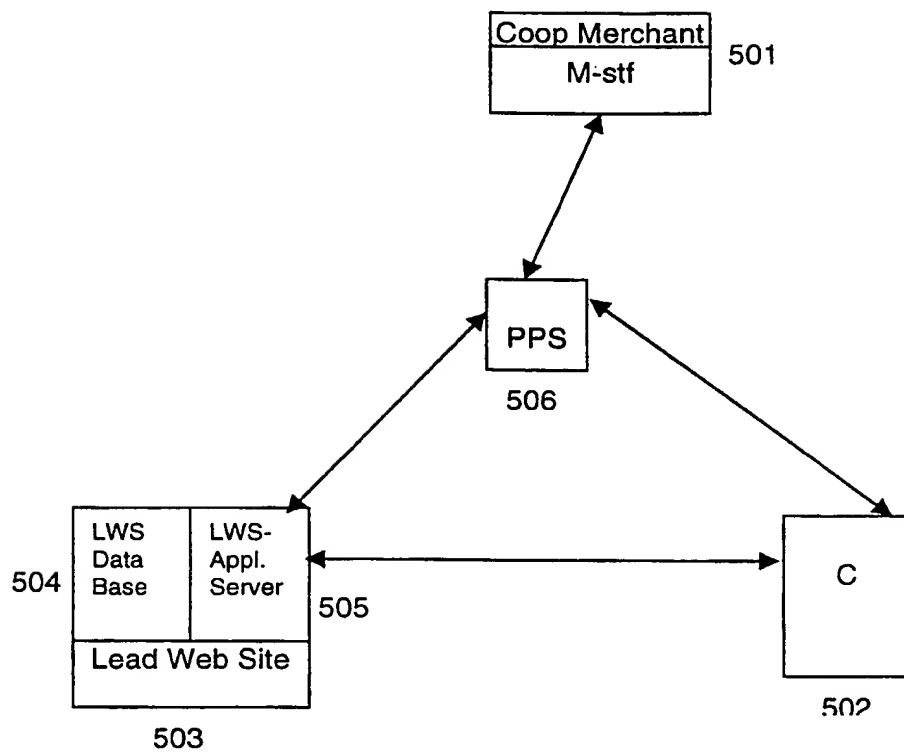 Coop Merchant
M-stf
501
PPS
506
LWS
Data
Base
504
LWS-
Appl.
Server
505
Lead Web Site
503
C
502